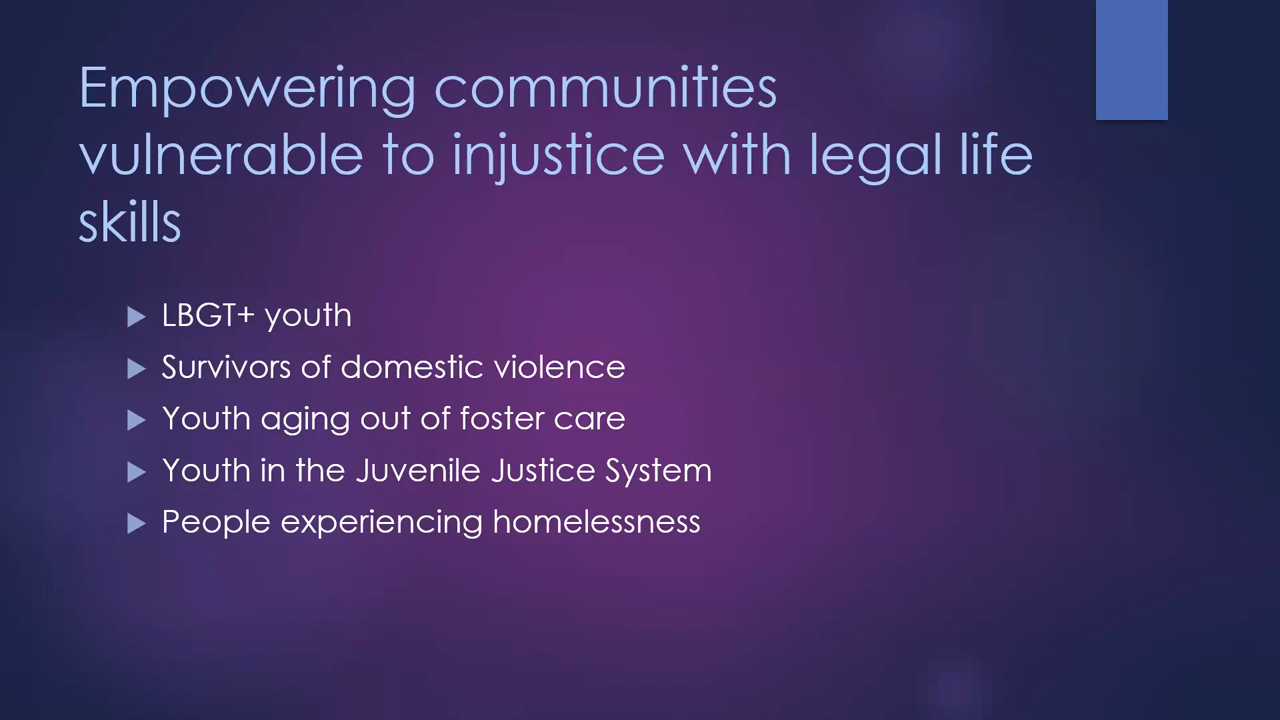 Empowering communities
vulnerable to injustice with legal life
skills
LBGT+ youth
Survivors of domestic violence
Youth aging out of foster care
Youth in the Juvenile Justice System
People experiencing homelessness